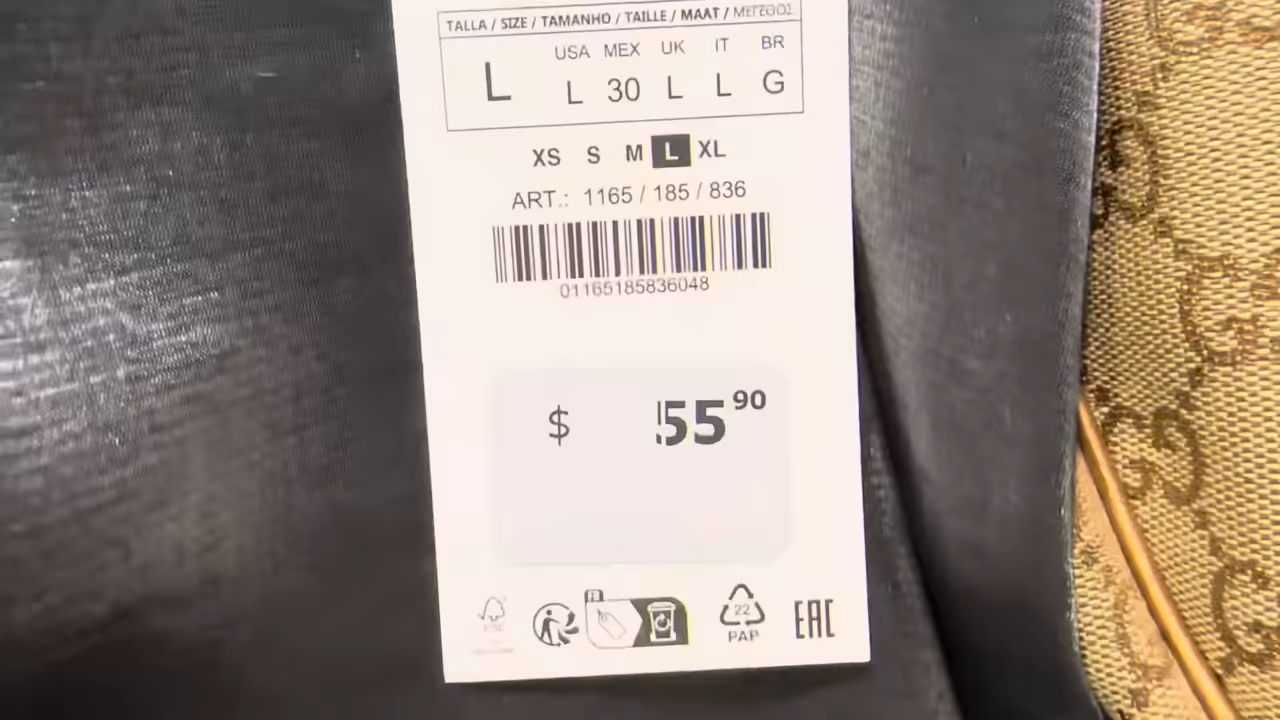 TALLA / SIZE / TAMANHO / TAILLE / MAAT / ΜΕΓΕΘΟΣ
USA MEX UK IT BR
L L 30 L L G
XS S M L XL
ART.: 1165 / 185 / 836
01165185836048
$ 55 90
FR
22
PAP
EAC